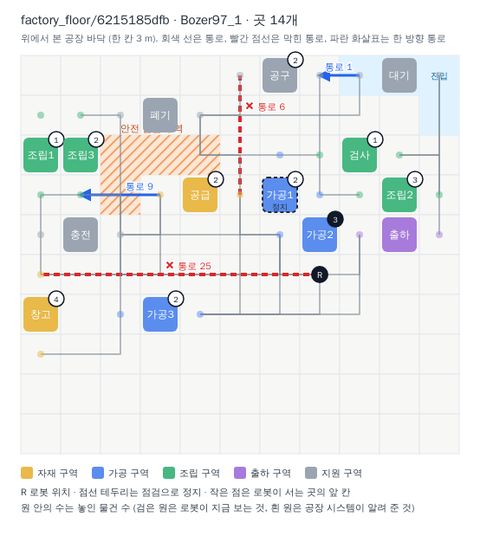 factory_floor/6215185dfb · Bozer97_1 · 곳 14개
위에서 본 공장 바닥 (한 칸 3 m). 회색 선은 통로, 빨간 점선은 막힌 통로, 파란 화살표는 한 방향 통로
2
통로 1
공구
대기
전립
통로 6
폐기
안전
역
1
2
1
조립1
조립3
검사
2
2
3
통로 9
공급
가공1
정지
조립2
3
충전
가공2
출하
통로 25
R
4
2
창고
가공3
자재 구역
가공 구역
조립 구역
출하 구역
지원 구역
R 로봇 위치 · 점선 테두리는 점검으로 정지 · 작은 점은 로봇이 서는 곳의 앞 칸
원 안의 수는 놓인 물건 수 (검은 원은 로봇이 지금 보는 것, 흰 원은 공장 시스템이 알려 준 것)